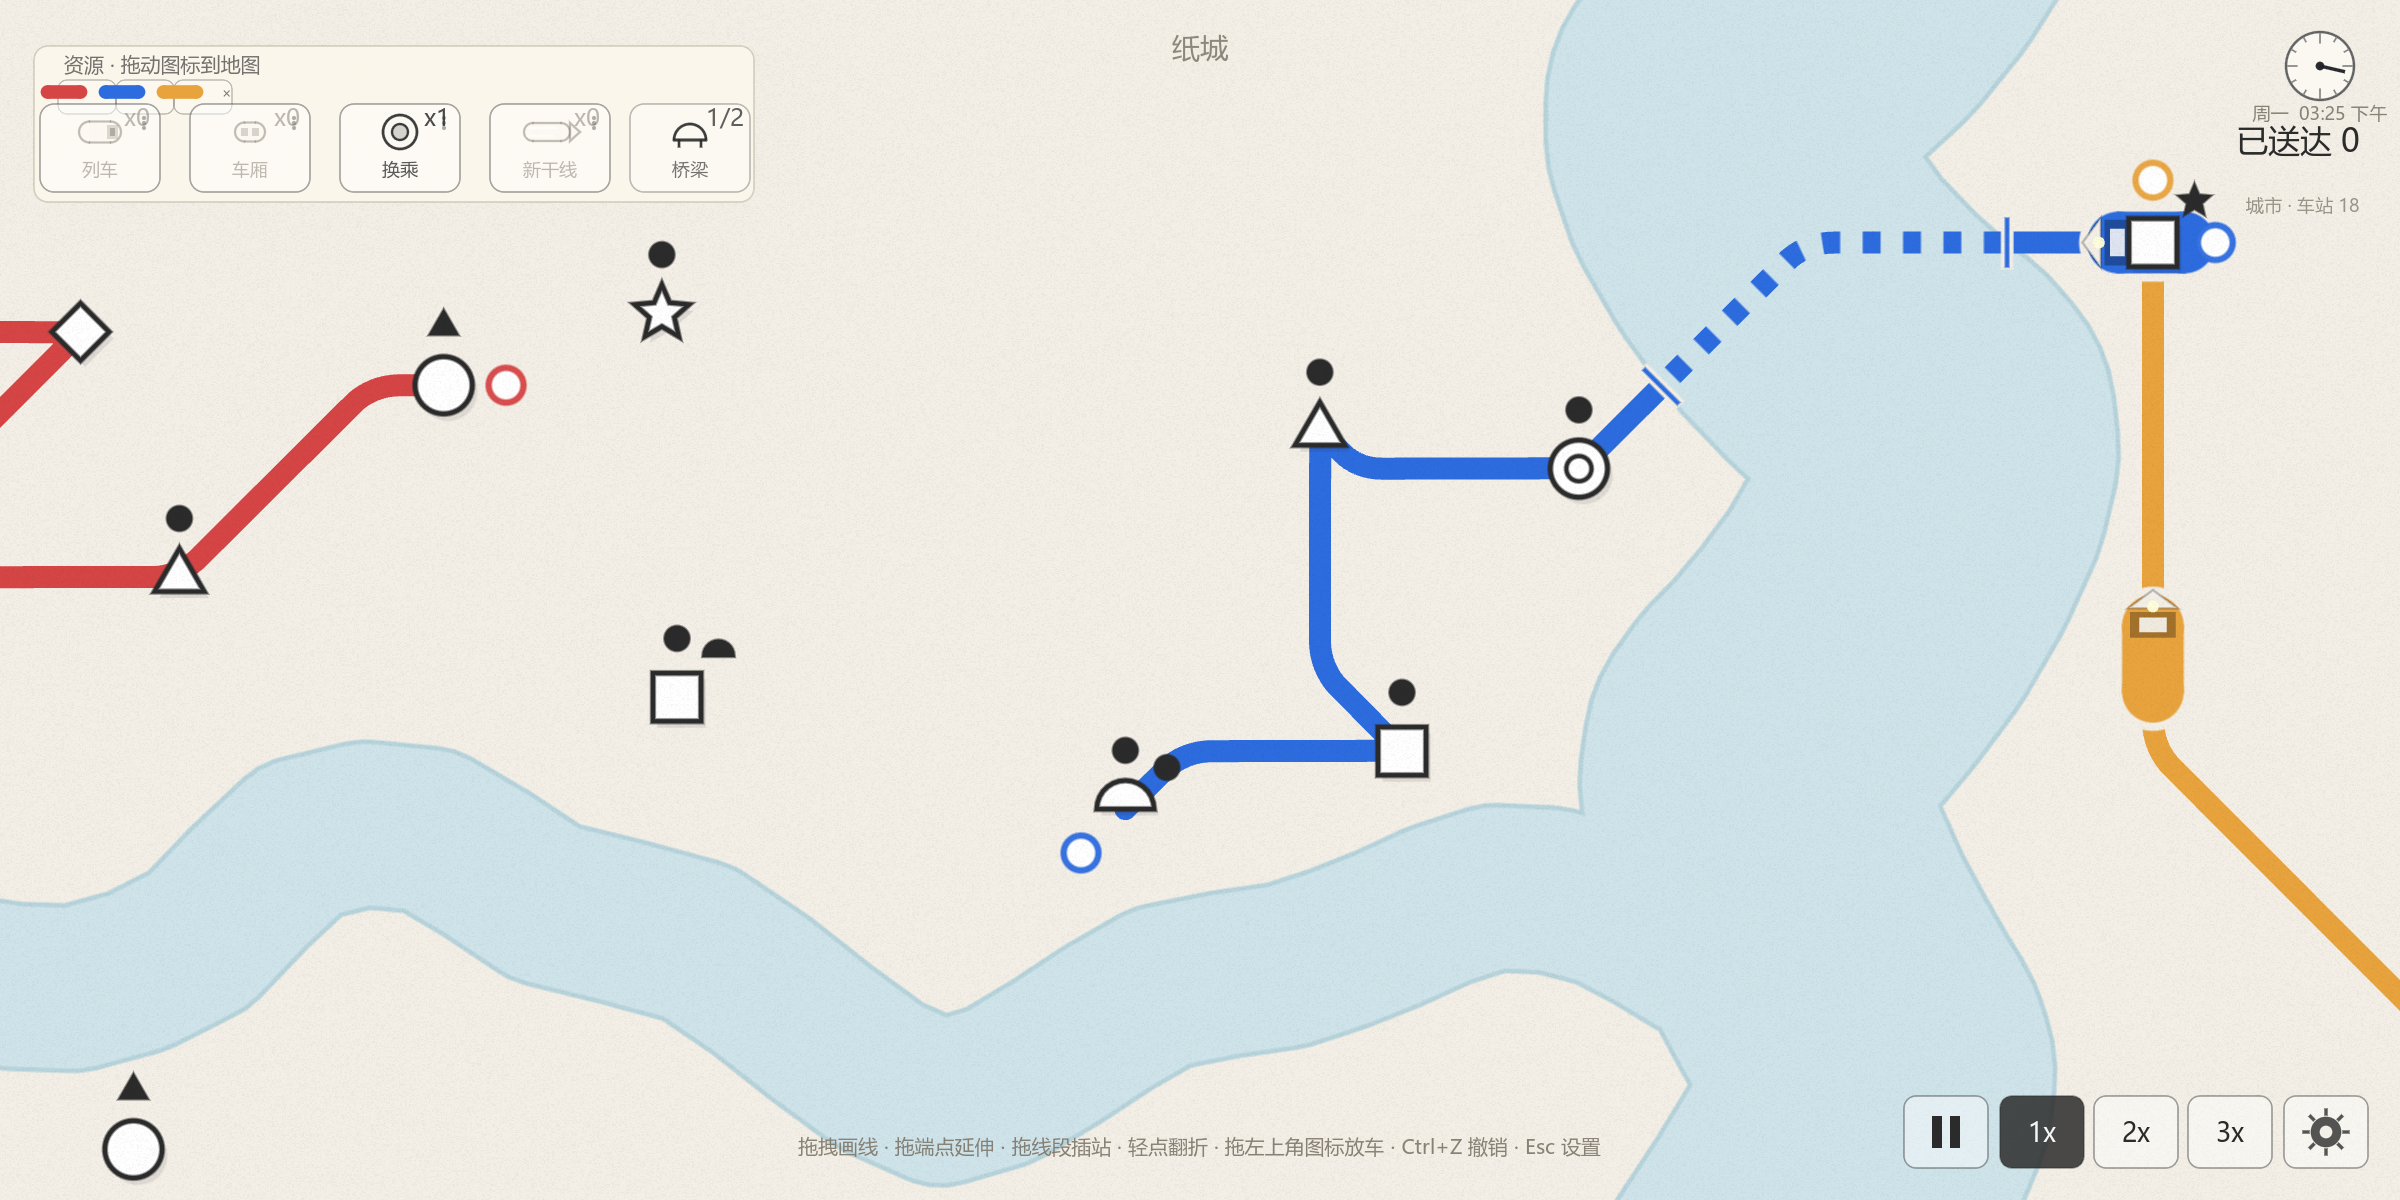 纸城
资源 · 拖动图标到地图
×
x0
列车
x0
车厢
x1
换乘
x0
新干线
1/2
桥梁
周一 03:25 下午
已送达 0
城市 · 车站 18
拖拽画线 · 拖端点延伸 · 拖线段插站 · 轻点翻折 · 拖左上角图标放车 · Ctrl+Z 撤销 · Esc 设置
1x
2x
3x